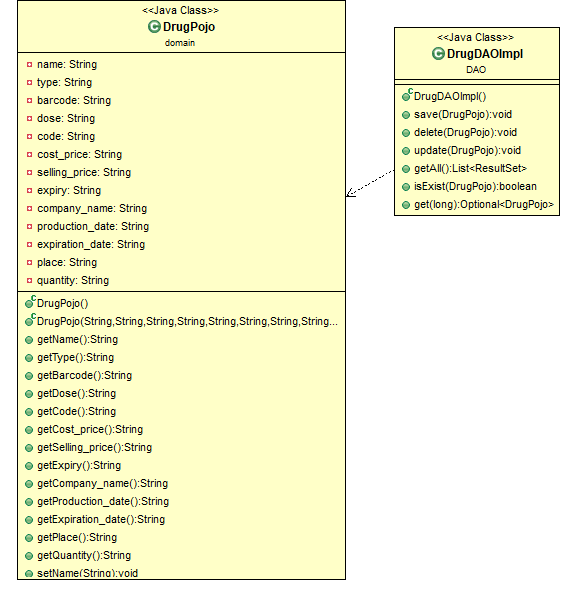 <<Java Class>>
DrugPojo
domain
name: String
type: String
barcode: String
dose: String
code: String
cost_price: String
selling_price: String
expiry: String
company_name: String
production_date: String
expiration_date: String
place: String
quantity: String
DrugPojo()
DrugPojo(String,String,String,String,String,String,String,String...
getName():String
getType():String
getBarcode():String
getDose():String
getCode():String
getCost_price():String
getSelling_price():String
getExpiry():String
getCompany_name():String
getProduction_date():String
getExpiration_date():String
getPlace():String
getQuantity():String
setName(String):void
<<Java Class>>
DrugDAOImpl
DAO
DrugDAOImpl()
save(DrugPojo):void
delete(DrugPojo):void
update(DrugPojo):void
getAll():List<ResultSet>
isExist(DrugPojo):boolean
get(long):Optional<DrugPojo>